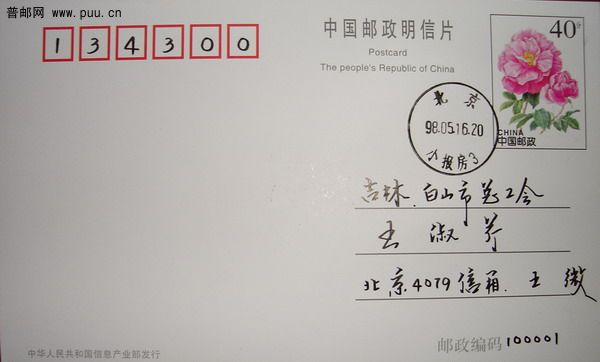 普邮网 www.puu.cn
134300
中国邮政明信片
Postcard
The people's Republic of China
40分
CHINA
中国邮政
北京
98.05.16.20
吉林.白山市总工会
王淑芬
北京4079信箱.王微
邮政编码100001
中华人民共和国信息产业部发行